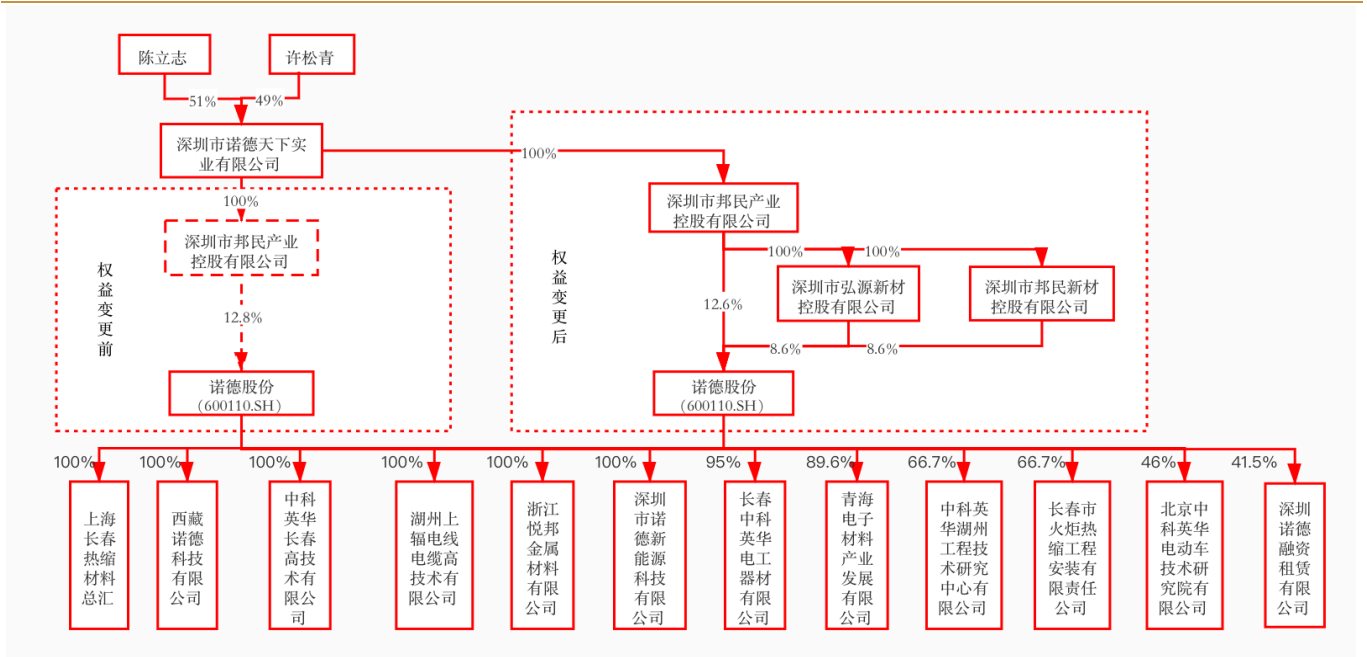 陈立志
许松青
51%
49%
深圳市诺德天下实
业有限公司
100%
100%
深圳市邦民产业
控股有限公司
权
益
变
更
前
12.8%
诺德股份
（600110.SH）
深圳市邦民产业
控股有限公司
权
益
变
更
后
100%
100%
深圳市弘源新材
控股有限公司
深圳市邦民新材
控股有限公司
12.6%
8.6%
8.6%
诺德股份
（600110.SH）
100%
100%
100%
100%
100%
100%
95%
89.6%
66.7%
66.7%
46%
41.5%
上海
长春
热缩
材料
总汇
西藏
诺德
科技
有限
公司
中科
英华
长春
高技
术有
限公
司
湖州上
辐电线
电缆高
技术有
限公司
浙江
悦邦
金属
材料
有限
公司
深圳
市诺
德新
能源
科技
有限
公司
长春
中科
英华
电工
器材
有限
公司
青海
电子
材料
产业
发展
有限
公司
中科英
华湖州
工程技
术研究
中心有
限公司
长春市
火炬热
缩工程
安装有
限责任
公司
北京中
科英华
电动车
技术研
究院有
限公司
深圳
诺德
融资
租赁
有限
公司